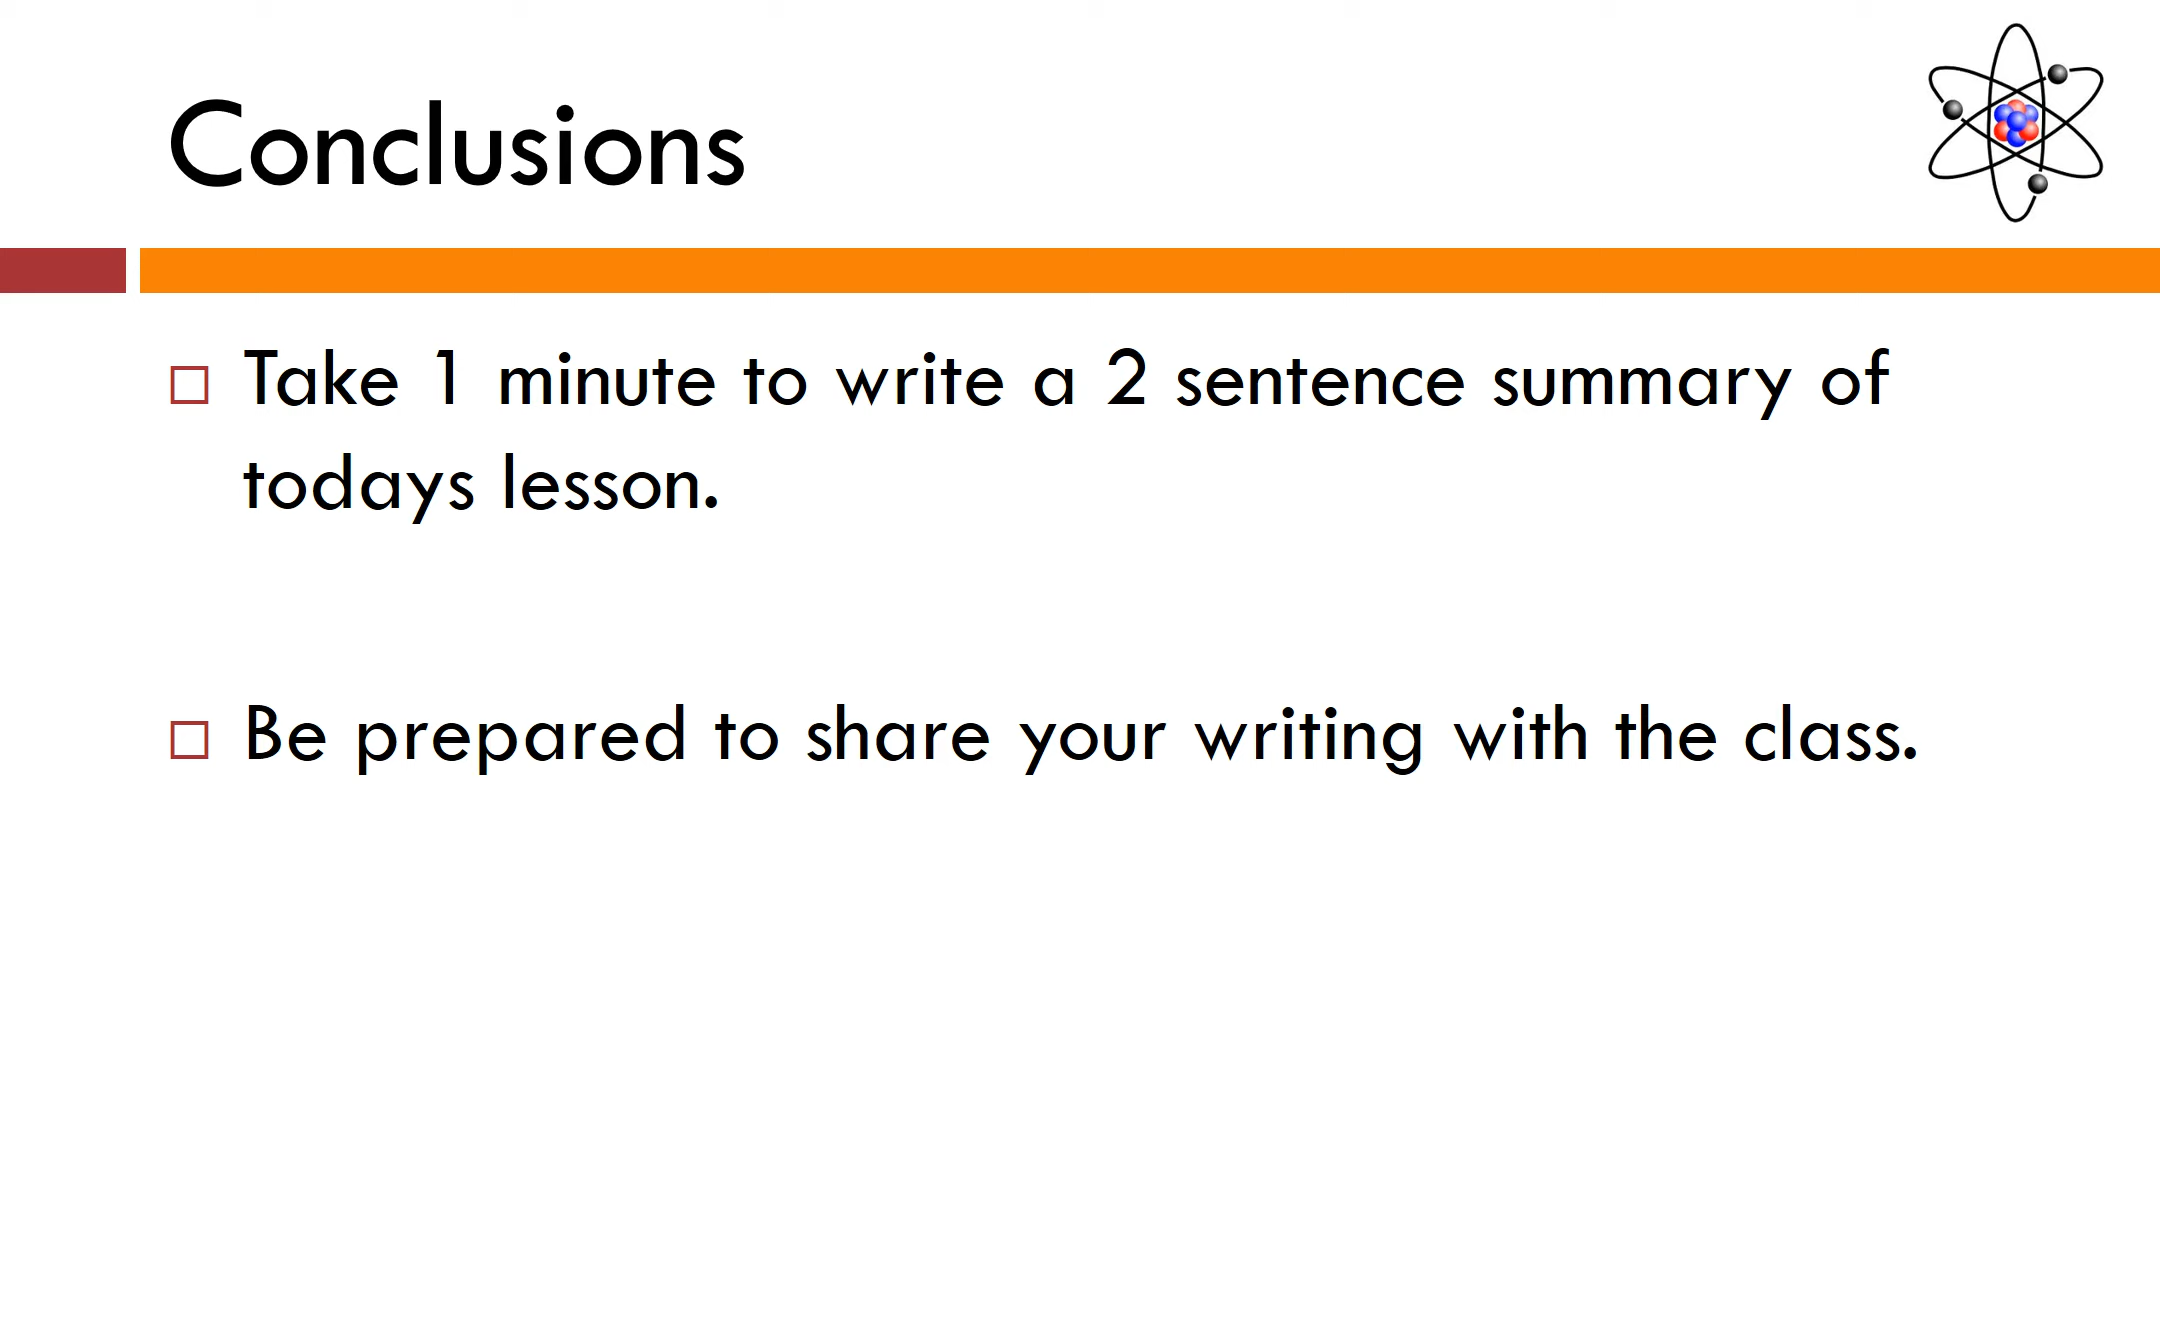 Conclusions
Take 1 minute to write a 2 sentence summary of
todays lesson.
Be prepared to share your writing with the class.